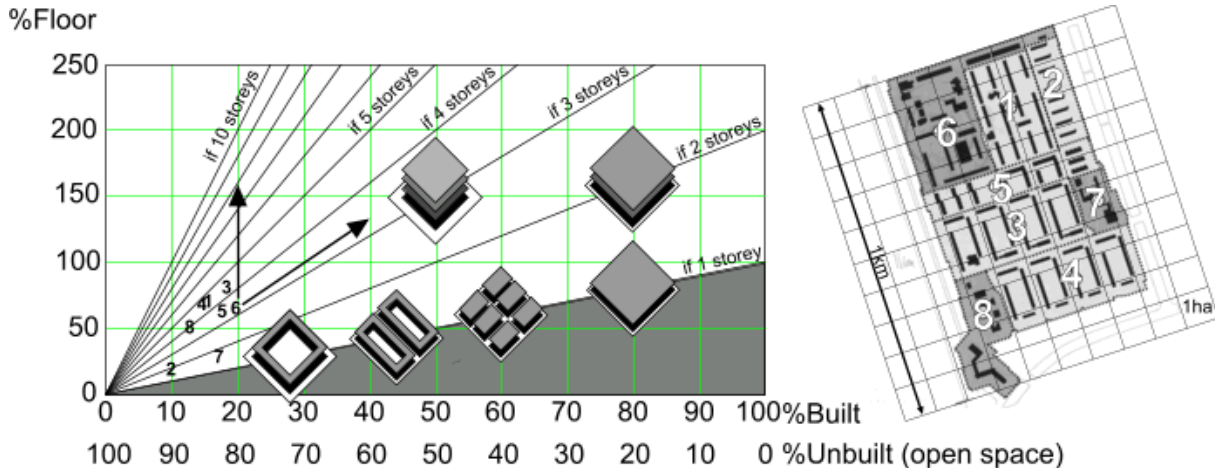 %Floor
250
200
150
100
50
0
if 10 storeys
if 5 storeys
if 4 storeys
if 3 storeys
if 2 storeys
if 1 storey
3
4 1
5 6
8
7
2
0 10 20 30 40 50 60 70 80 90 100 %Built
100 90 80 70 60 50 40 30 20 10 0 %Unbuilt (open space)
2
1
6
5
7
3
4
8
1km
1ha